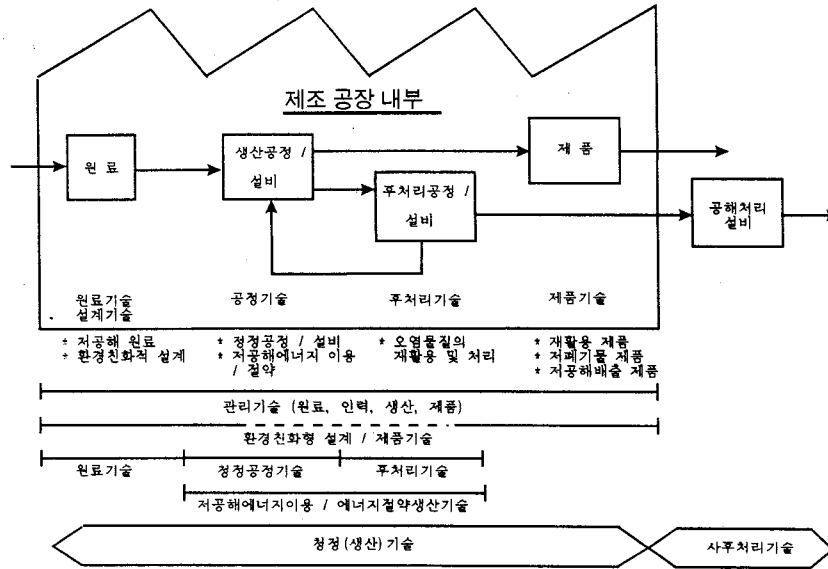 제조 공장 내부
원 료
생산공정 /
설비
제 품
후처리공정 /
설비
공해처리
설비
원료기술
설계기술
공정기술
후처리기술
제품기술
* 저공해 원료
* 환경친화적 설계
* 정정공정 / 설비
* 저공해에너지 이용
/ 절약
* 오염물질의
재활용 및 처리
* 재활용 제품
* 저폐기물 제품
* 저공해배출 제품
관리기술 (원료, 인력, 생산, 제품)
환경친화형 설계 / 제품기술
원료기술
정정공정기술
후처리기술
저공해에너지이용 / 에너지절약생산기술
청정(생산)기술
사후처리기술